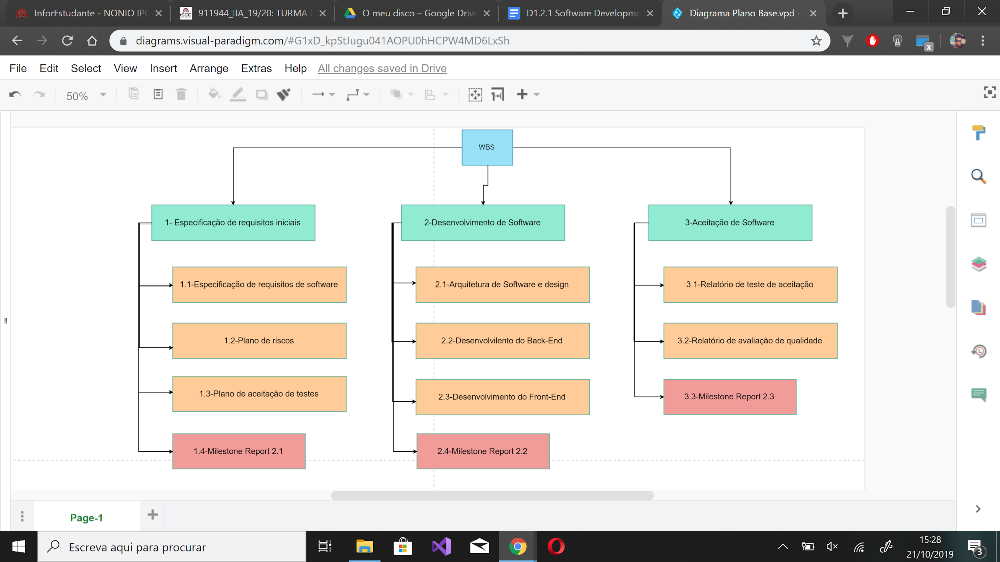 InforEstudante - NONIO IPC
911944_IIA_19/20: TURMA
O meu disco – Google Drive
D1.2.1 Software Developme
Diagrama Plano Base.vpd -
diagrams.visual-paradigm.com/#G1xD_kpStJugu041AOPU0hHCPW4MD6LxSh
File Edit Select View Insert Arrange Extras Help All changes saved in Drive
50%
WBS
1- Especificação de requisitos iniciais
2-Desenvolvimento de Software
3-Aceitação de Software
1.1-Especificação de requisitos de software
2.1-Arquitetura de Software e design
3.1-Relatório de teste de aceitação
1.2-Plano de riscos
2.2-Desenvolvilento do Back-End
3.2-Relatório de avaliação de qualidade
1.3-Plano de aceitação de testes
2.3-Desenvolvimento do Front-End
3.3-Milestone Report 2.3
1.4-Milestone Report 2.1
2.4-Milestone Report 2.2
Page-1
Escreva aqui para procurar
15:28
21/10/2019
3
ISEC
x